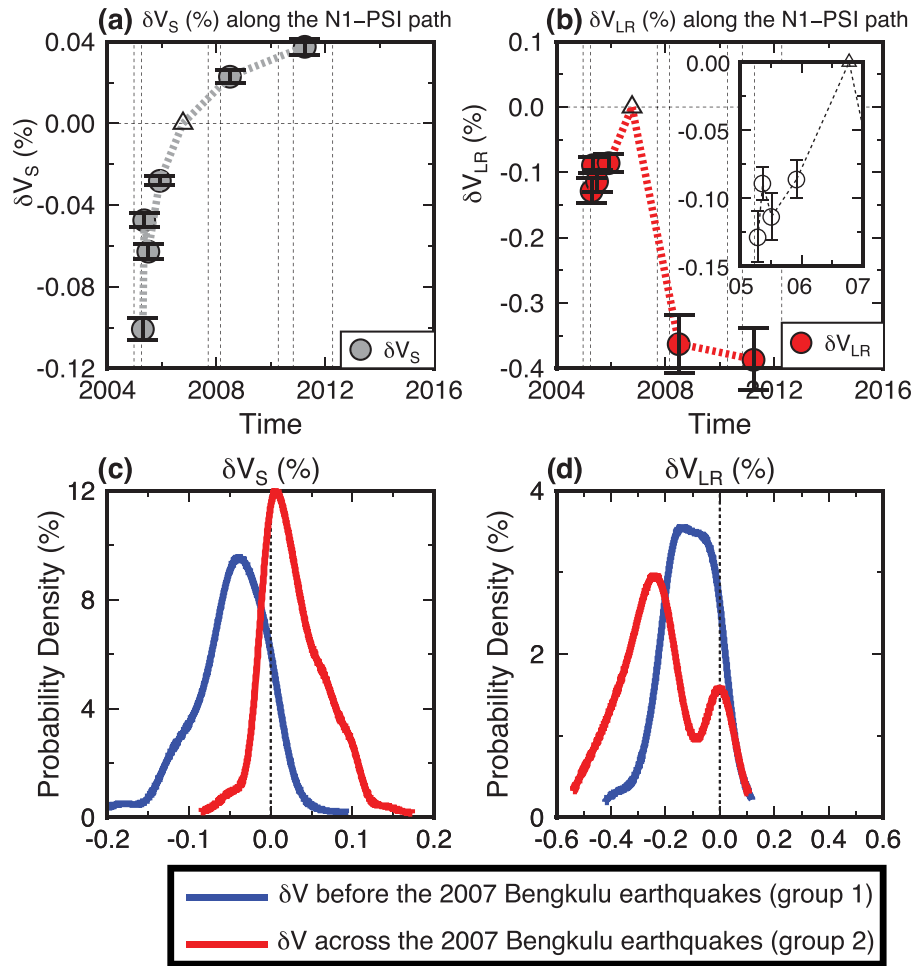 (a) δVS (%) along the N1−PSI path
0.04
0.00
-0.04
-0.08
-0.12
δVS (%)
δVS
2004 2008 2012 2016
Time
(b) δVLR (%) along the N1−PSI path
0.1
0.0
-0.1
-0.2
-0.3
-0.4
δVLR (%)
0.00
-0.05
-0.10
-0.15
05 06 07
δVLR
2004 2008 2012 2016
Time
(c) δVS (%)
12
9
6
3
0
Probability Density (%)
-0.2 -0.1 0.0 0.1 0.2
(d) δVLR (%)
4
2
0
Probability Density (%)
-0.6 -0.4 -0.2 0.0 0.2 0.4
δV before the 2007 Bengkulu earthquakes (group 1)
δV across the 2007 Bengkulu earthquakes (group 2)